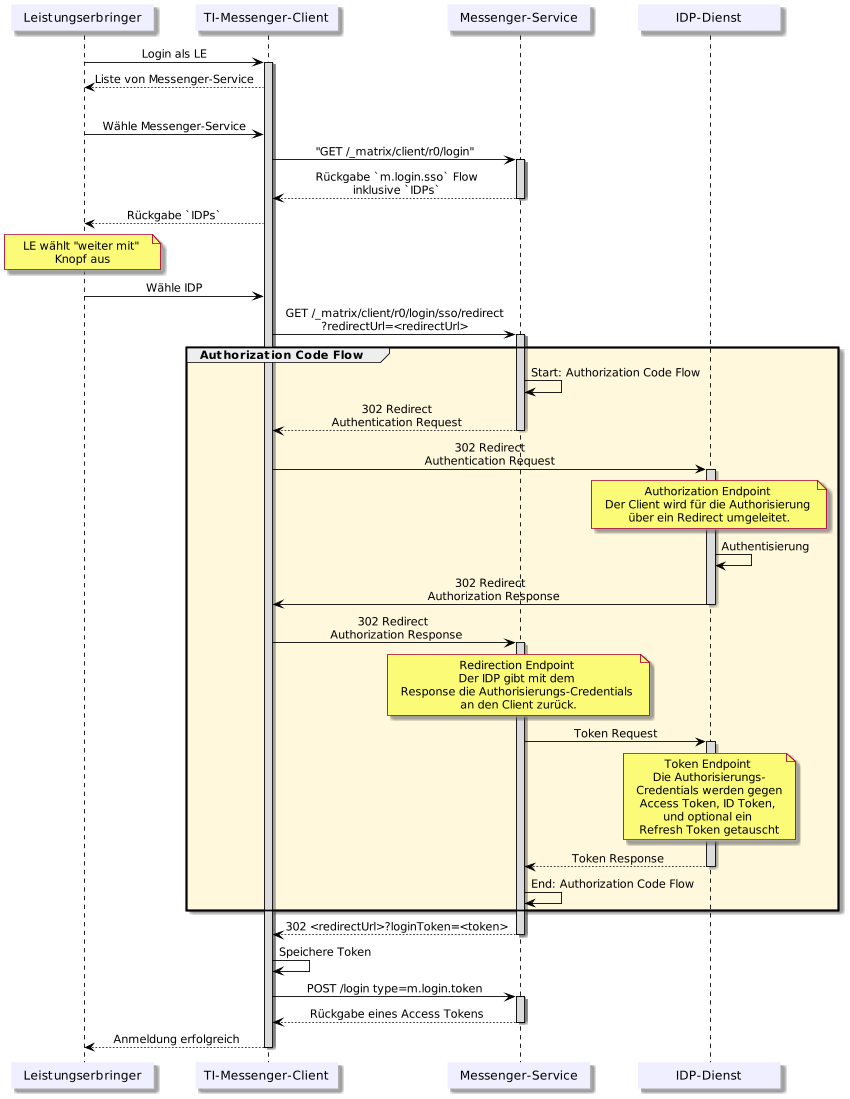 Leistungserbringer
TI-Messenger-Client
Messenger-Service
IDP-Dienst
Login als LE
Liste von Messenger-Service
Wähle Messenger-Service
"GET /_matrix/client/r0/login"
Rückgabe `m.login.sso` Flow
inklusive `IDPs`
Rückgabe `IDPs`
LE wählt "weiter mit"
Knopf aus
Wähle IDP
GET /_matrix/client/r0/login/sso/redirect
?redirectUrl=<redirectUrl>
Authorization Code Flow
Start: Authorization Code Flow
302 Redirect
Authentication Request
302 Redirect
Authentication Request
Authorization Endpoint
Der Client wird für die Authorisierung
über ein Redirect umgeleitet.
Authentisierung
302 Redirect
Authorization Response
302 Redirect
Authorization Response
Redirection Endpoint
Der IDP gibt mit dem
Response die Authorisierungs-Credentials
an den Client zurück.
Token Request
Token Endpoint
Die Authorisierungs-
Credentials werden gegen
Access Token, ID Token,
und optional ein
Refresh Token getauscht
Token Response
End: Authorization Code Flow
302 <redirectUrl>?loginToken=<token>
Speichere Token
POST /login type=m.login.token
Rückgabe eines Access Tokens
Anmeldung erfolgreich
Leistungserbringer
TI-Messenger-Client
Messenger-Service
IDP-Dienst